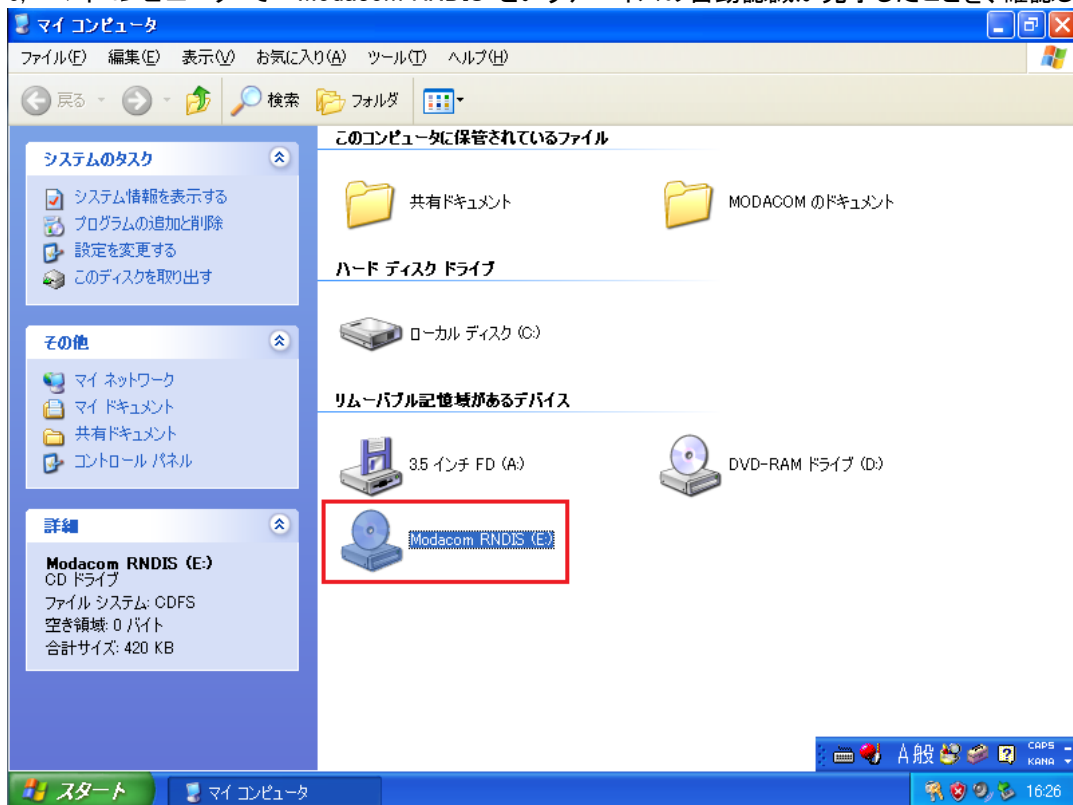 マイ コンピュータ
ファイル(F) 編集(E) 表示(V) お気に入り(A) ツール(T) ヘルプ(H)
戻る 検索 フォルダ
システムのタスク
システム情報を表示する
プログラムの追加と削除
設定を変更する
このディスクを取り出す
その他
マイ ネットワーク
マイ ドキュメント
共有ドキュメント
コントロール パネル
詳細
Modacom RNDIS (E:)
CD ドライブ
ファイル システム: CDFS
空き領域: 0 バイト
合計サイズ: 420 KB
このコンピュータに保管されているファイル
共有ドキュメント
MODACOM のドキュメント
ハード ディスク ドライブ
ローカル ディスク (C:)
リムーバブル記憶域があるデバイス
3.5 インチ FD (A:)
DVD-RAM ドライブ (D:)
Modacom RNDIS (E:)
A 般 CAPS
KANA
スタート マイ コンピュータ 16:26